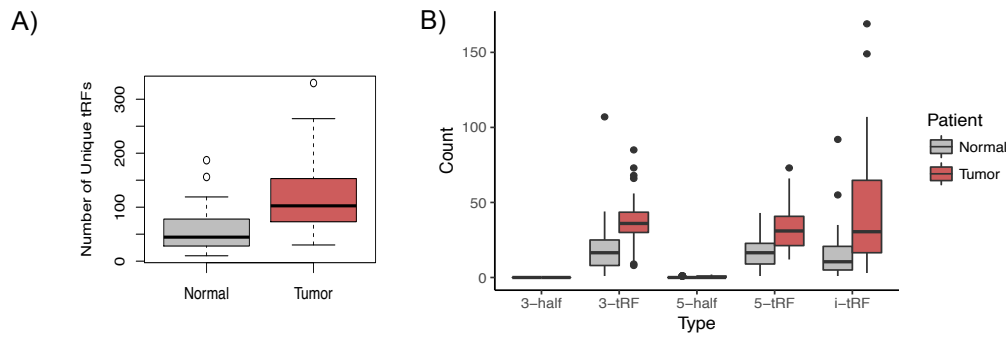 A)
Number of Unique tRFs
300
200
100
0
Normal Tumor
B)
Count
150
100
50
0
3−half 3−tRF 5−half 5−tRF i−tRF
Type
Patient
Normal
Tumor